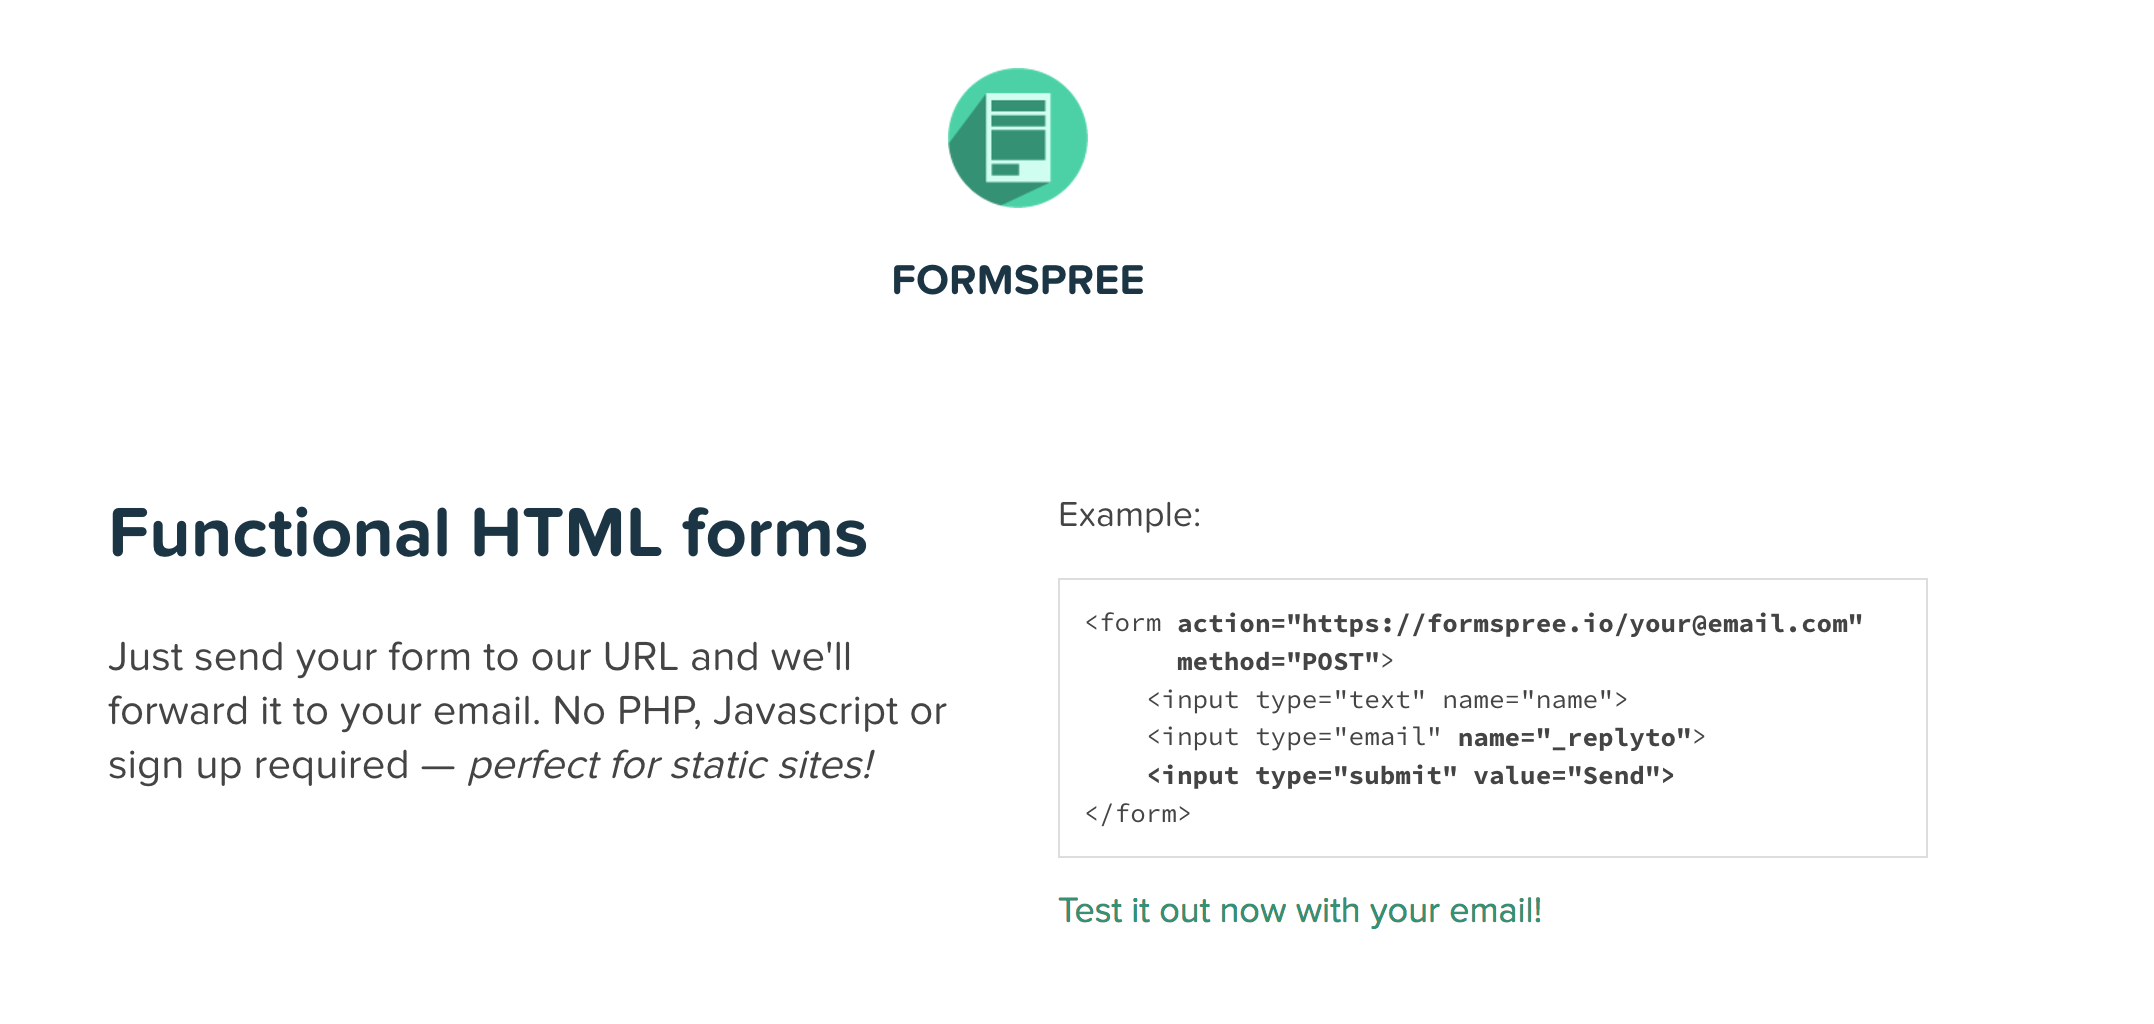 FORMSPREE
Functional HTML forms
Just send your form to our URL and we'll
forward it to your email. No PHP, Javascript or
sign up required — perfect for static sites!
Example:
<form action="https://formspree.io/your@email.com"
      method="POST">
    <input type="text" name="name">
    <input type="email" name="_replyto">
    <input type="submit" value="Send">
</form>
Test it out now with your email!